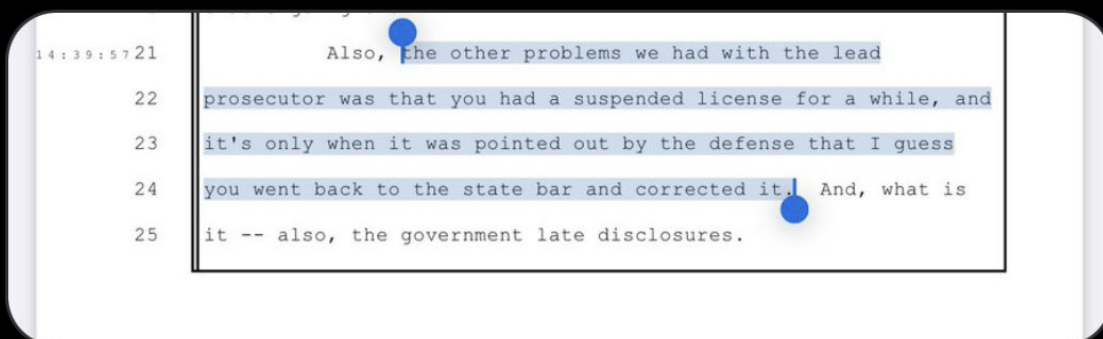 14:39:57 21 Also, the other problems we had with the lead
22 prosecutor was that you had a suspended license for a while, and
23 it's only when it was pointed out by the defense that I guess
24 you went back to the state bar and corrected it. And, what is
25 it -- also, the government late disclosures.